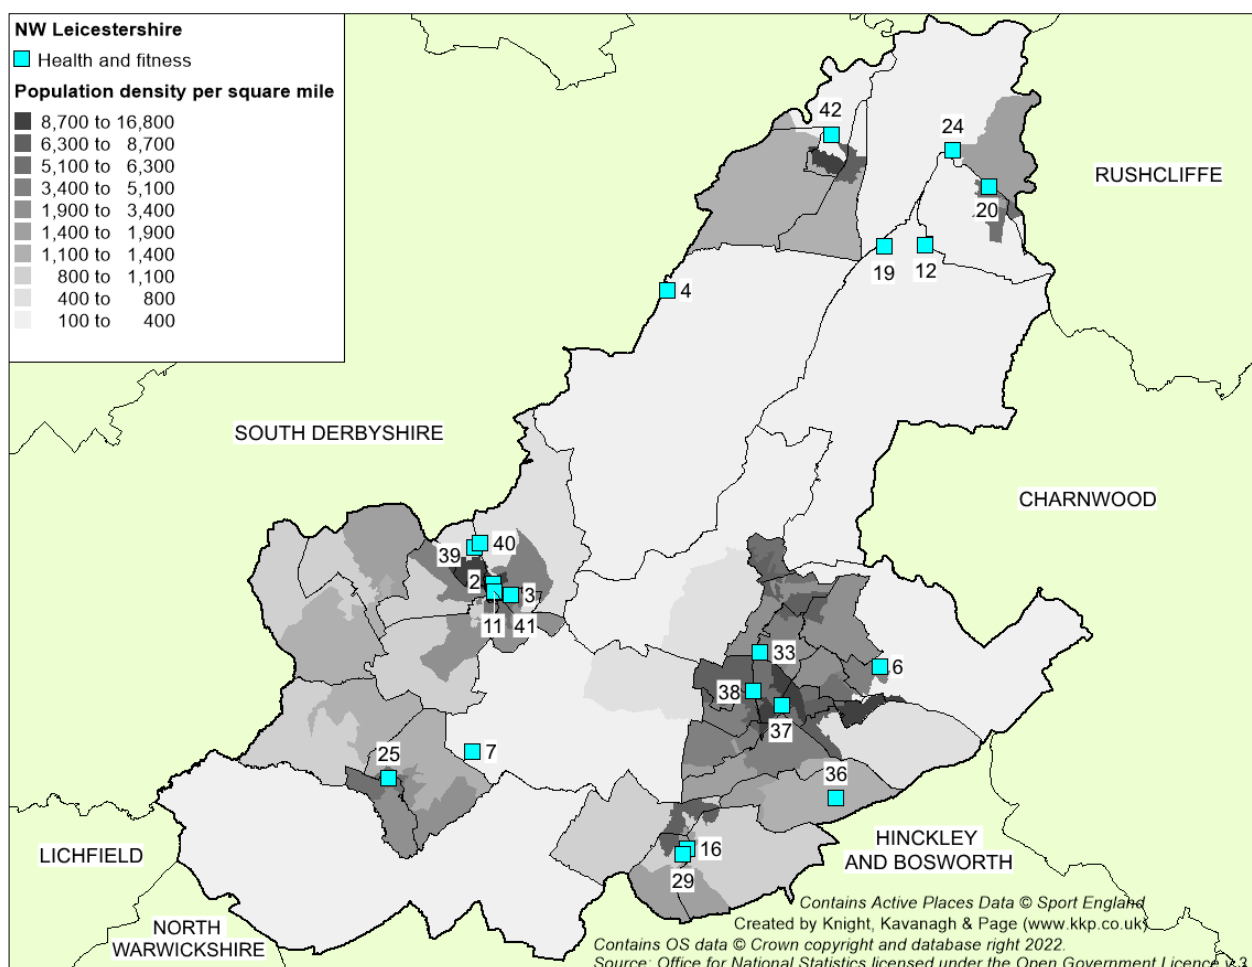 NW Leicestershire
Health and fitness
Population density per square mile
8,700 to 16,800
6,300 to 8,700
5,100 to 6,300
3,400 to 5,100
1,900 to 3,400
1,400 to 1,900
1,100 to 1,400
800 to 1,100
400 to 800
100 to 400
42
24
RUSHCLIFFE
20
19
12
4
SOUTH DERBYSHIRE
CHARNWOOD
40
39
2
3
11
41
33
6
38
37
7
25
36
16
29
LICHFIELD
HINCKLEY
AND BOSWORTH
NORTH
WARWICKSHIRE
Contains Active Places Data © Sport England
Created by Knight, Kavanagh & Page (www.kkp.co.uk)
Contains OS data © Crown copyright and database right 2022.
Source: Office for National Statistics licensed under the Open Government Licence v.3